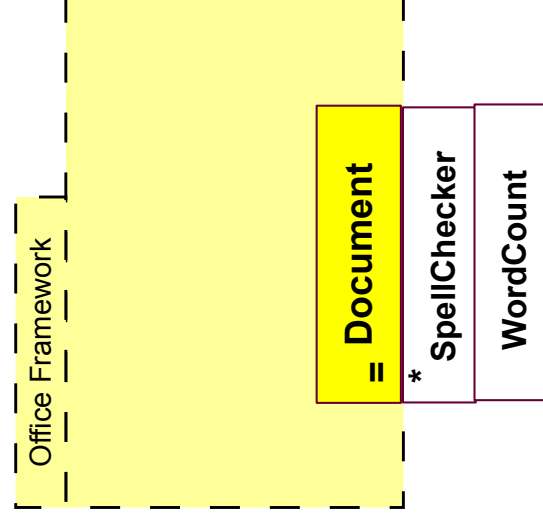 Office Framework
= Document
* SpellChecker
WordCount